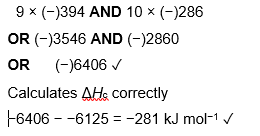 9 × (−)394 AND 10 × (−)286
OR (−)3546 AND (−)2860
OR (−)6406 ✓
Calculates ΔHc correctly
−6406 − −6125 = −281 kJ mol⁻¹ ✓